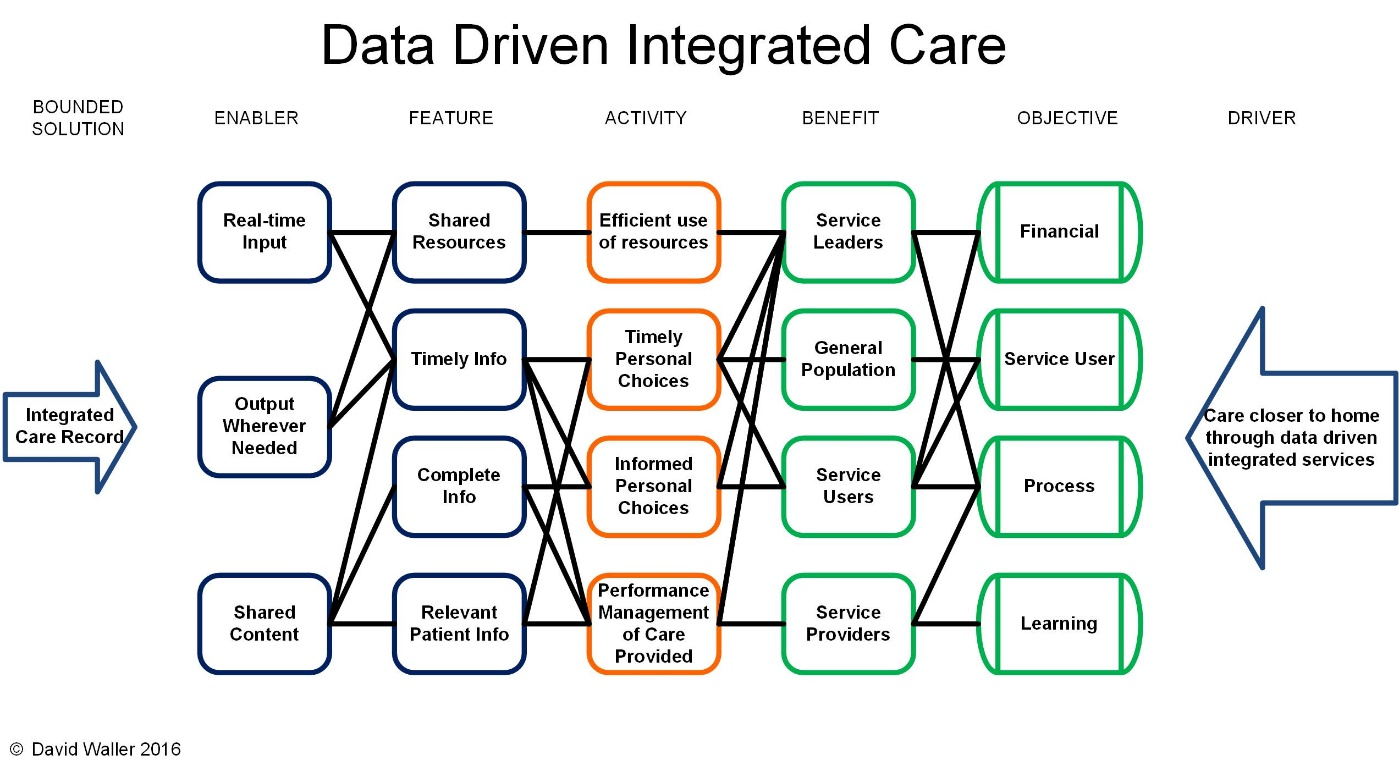 Data Driven Integrated Care
BOUNDED
SOLUTION
ENABLER
FEATURE
ACTIVITY
BENEFIT
OBJECTIVE
DRIVER
Integrated
Care Record
Real-time
Input
Output
Wherever
Needed
Shared
Content
Shared
Resources
Timely Info
Complete
Info
Relevant
Patient Info
Efficient use
of resources
Timely
Personal
Choices
Informed
Personal
Choices
Performance
Management
of Care
Provided
Service
Leaders
General
Population
Service
Users
Service
Providers
Financial
Service User
Process
Learning
Care closer to home
through data driven
integrated services
© David Waller 2016